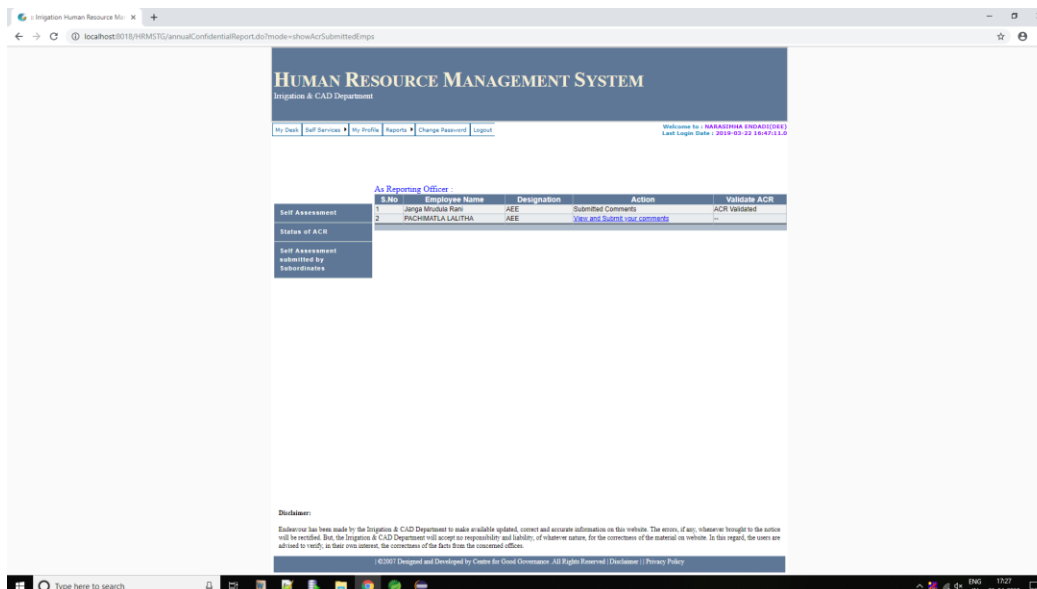 :: Irrigation Human Resource Ma
localhost:8018/HRMSTG/annualConfidentialReport.do?mode=showAcrSubmittedEmps
HUMAN RESOURCE MANAGEMENT SYSTEM
Irrigation & CAD Department
My Desk Self Services My Profile Reports Change Password Logout
Welcome to : NARASIMHA ENDADI(DEE)
Last Login Date : 2019-03-22 16:47:11.0
As Reporting Officer :
S.No Employee Name Designation Action Validate ACR
1 Janga Mrudula Rani AEE Submitted Comments ACR Validated
2 PACHIMATLA LALITHA AEE View and Submit your comments --
Self Assessment
Status of ACR
Self Assessment
submitted by
Subordinates
Disclaimer:
Endeavour has been made by the Irrigation & CAD Department to make available updated, correct and accurate information on this website. The errors, if any, whenever brought to the notice
will be rectified. But, the Irrigation & CAD Department will accept no responsibility and liability, of whatever nature, for the correctness of the material on website. In this regard, the users are
advised to verify, in their own interest, the correctness of the facts from the concerned offices.
| ©2007 Designed and Developed by Centre for Good Governance .All Rights Reserved | Disclaimer | | Privacy Policy
Type here to search
ENG 17:27